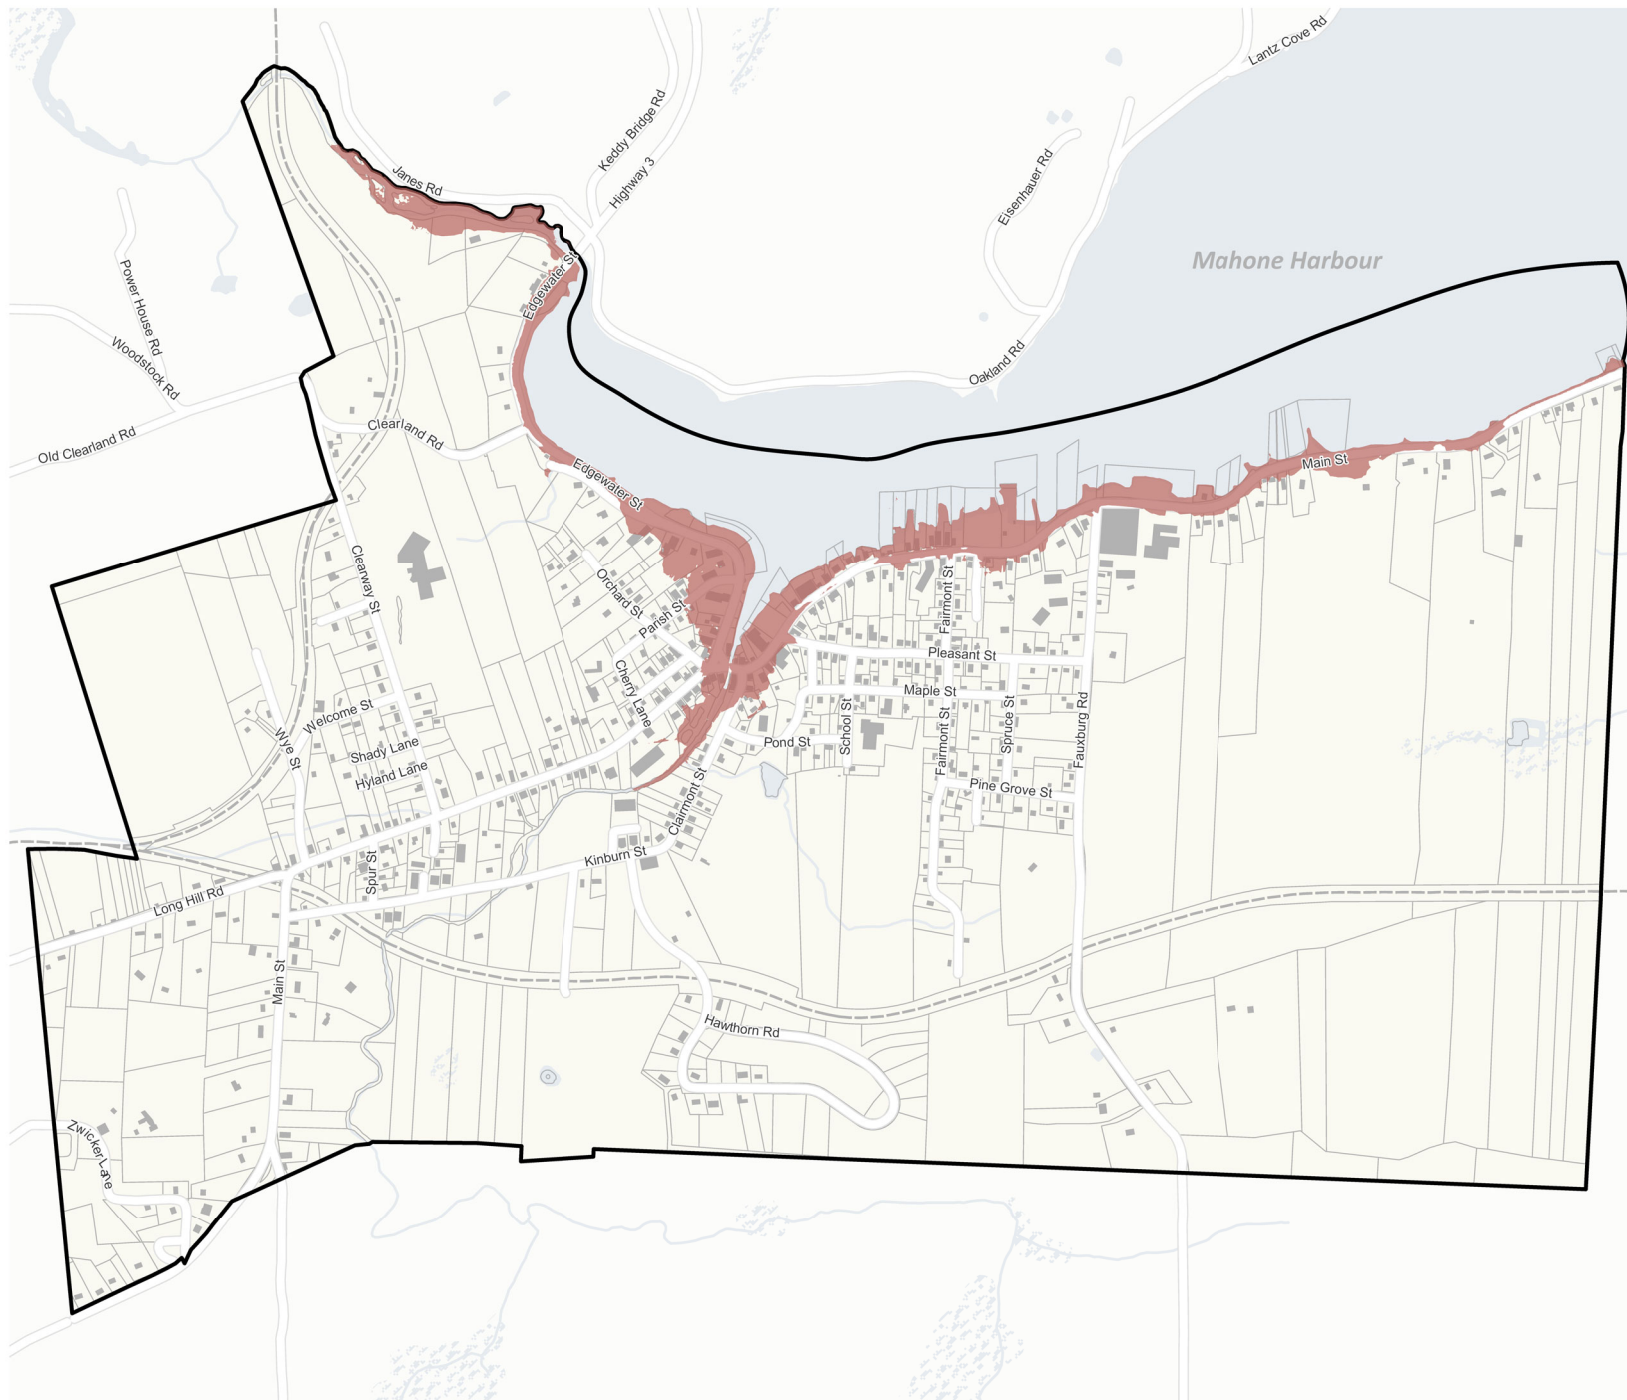 Lantz Cove Rd
Keddy Bridge Rd
Highway 3
Janes Rd
Eisenhauer Rd
Mahone Harbour
Power House Rd
Edgewater St
Woodstock Rd
Oakland Rd
Old Clearland Rd
Clearland Rd
Edgewater St
Main St
Clearway St
Orchard St
Parish St
Fairmont St
Pleasant St
Cherry Lane
Maple St
Welcome St
Wye St
School St
Fairmont St
Spruce St
Fauxburg Rd
Shady Lane
Pond St
Hyland Lane
Pine Grove St
Clairmont St
Kinburn St
Spur St
Long Hill Rd
Main St
Hawthorn Rd
Zwicker Lane